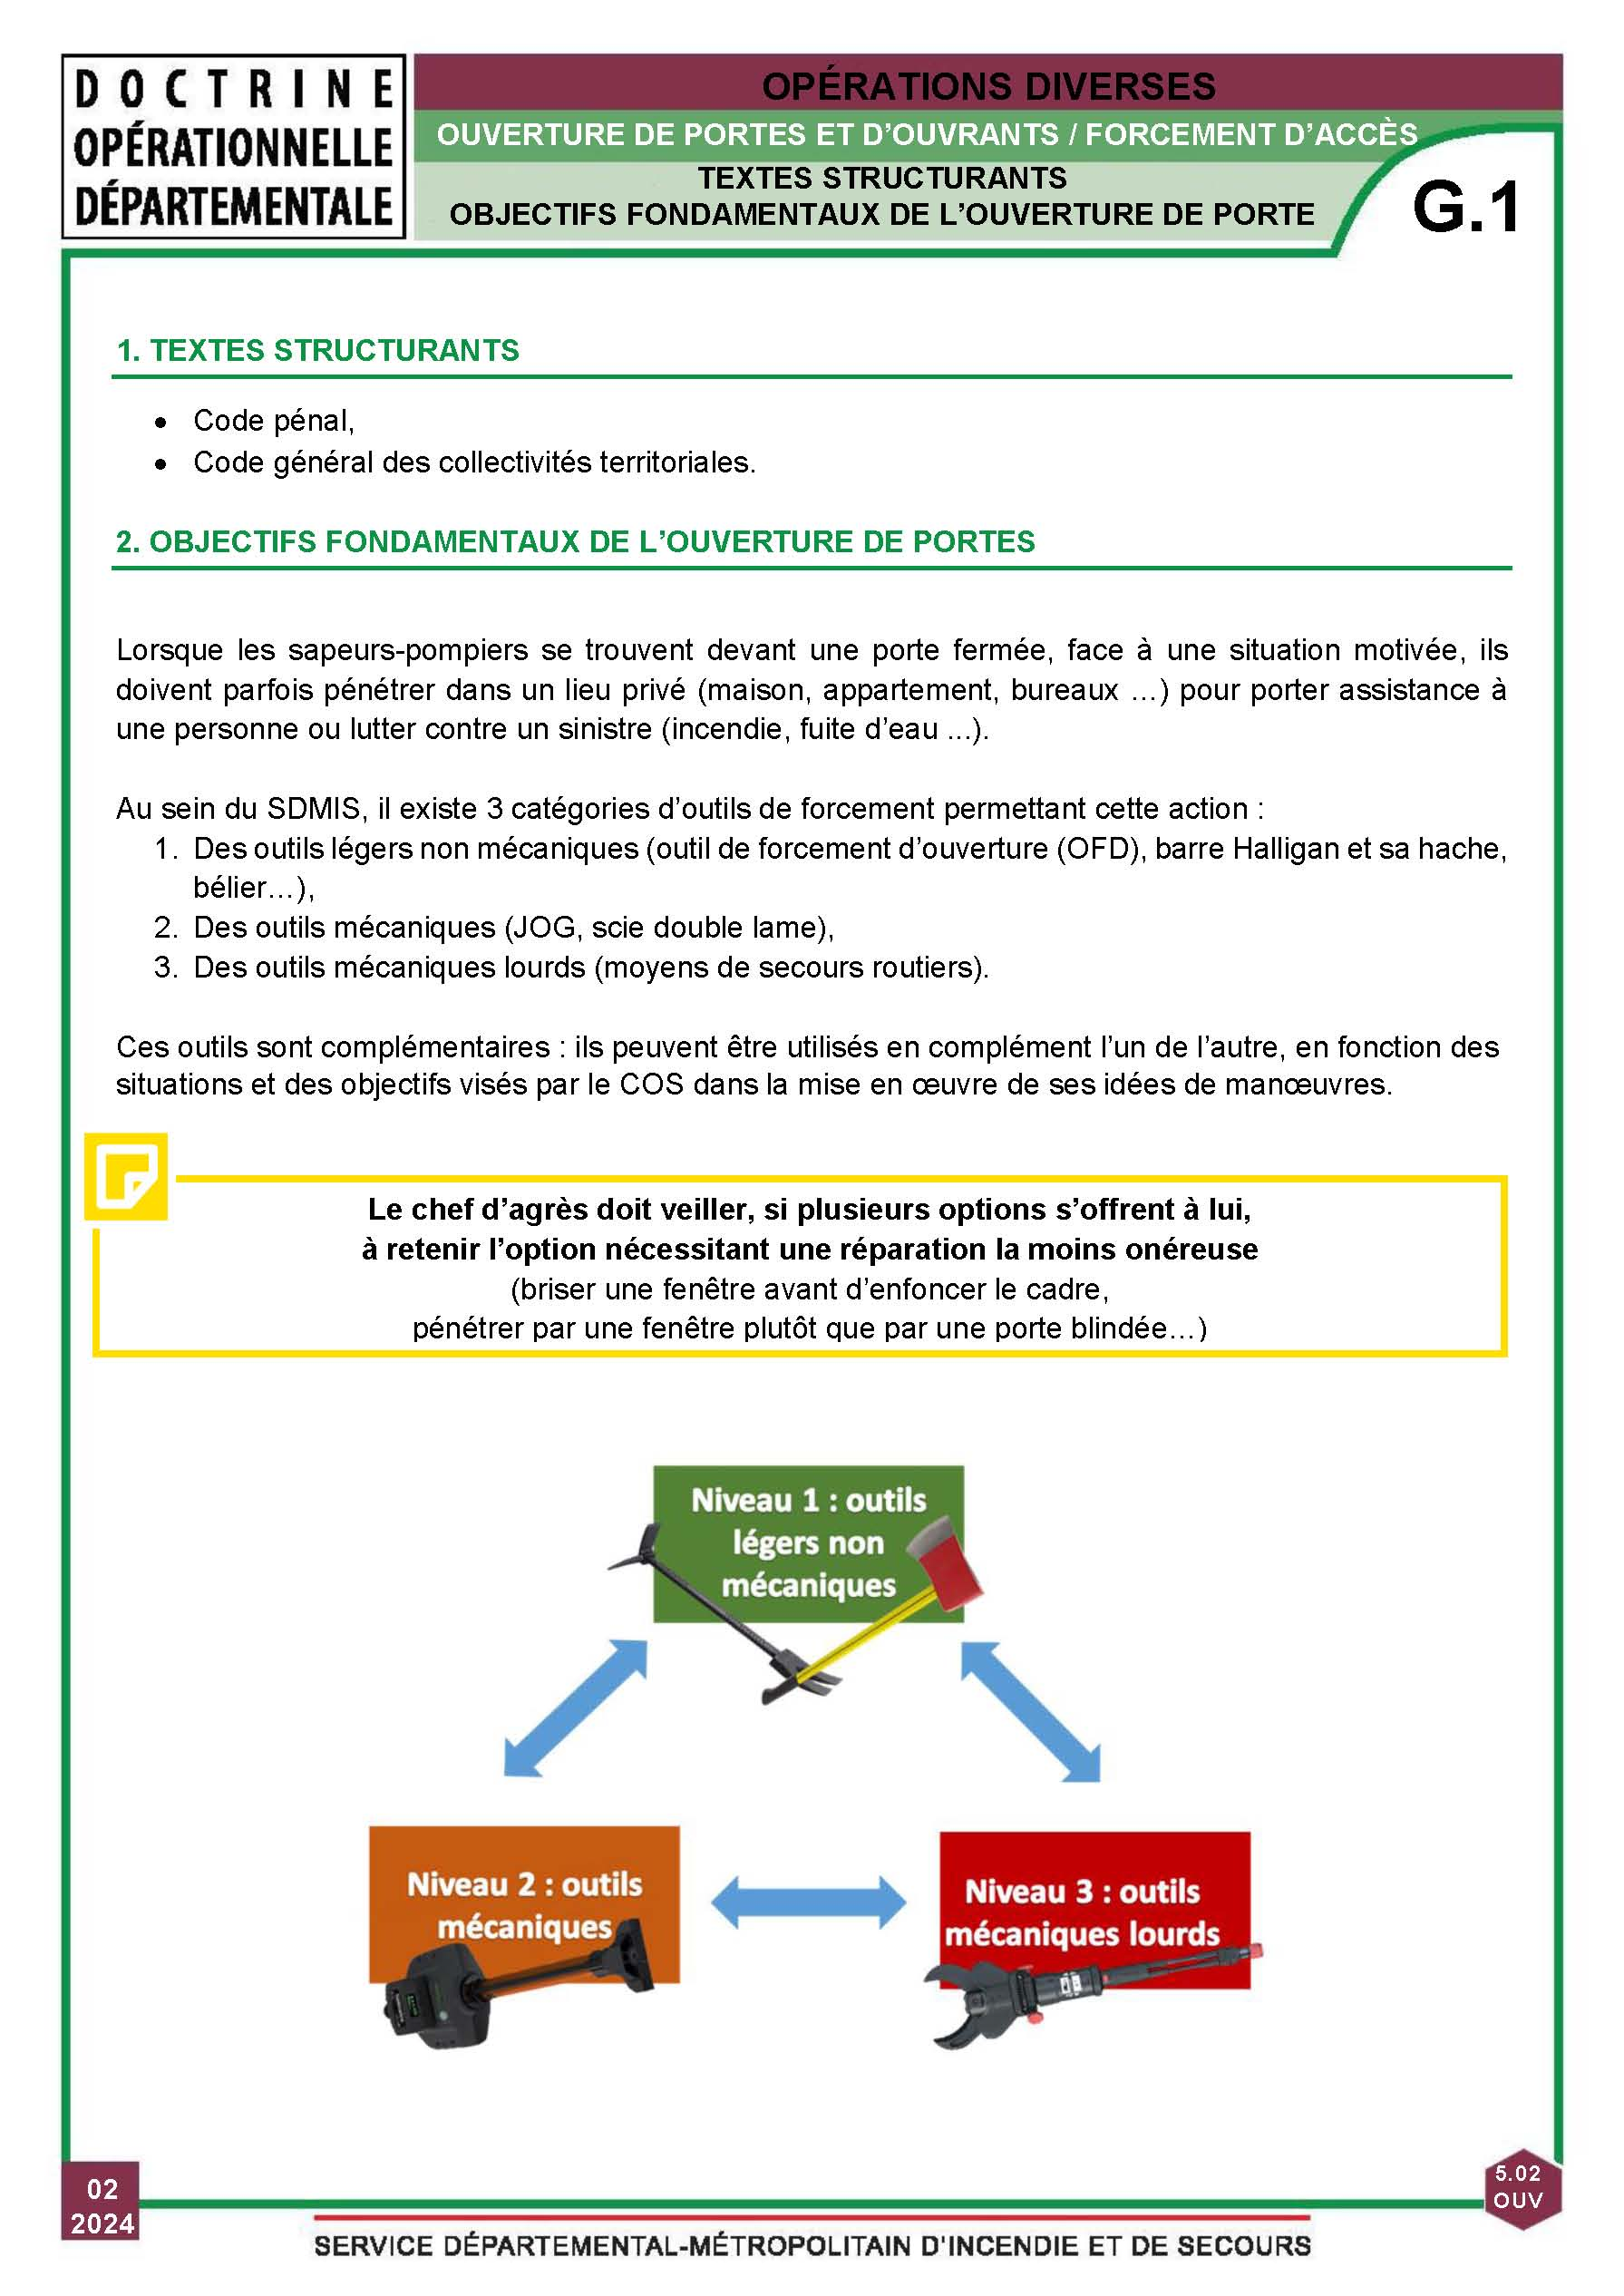 DOCTRINE
OPÉRATIONNELLE
DÉPARTEMENTALE
OPÉRATIONS DIVERSES
OUVERTURE DE PORTES ET D’OUVRANTS / FORCEMENT D’ACCÈS
TEXTES STRUCTURANTS
OBJECTIFS FONDAMENTAUX DE L’OUVERTURE DE PORTE
G.1
1. TEXTES STRUCTURANTS
• Code pénal,
• Code général des collectivités territoriales.
2. OBJECTIFS FONDAMENTAUX DE L’OUVERTURE DE PORTES
Lorsque les sapeurs-pompiers se trouvent devant une porte fermée, face à une situation motivée, ils
doivent parfois pénétrer dans un lieu privé (maison, appartement, bureaux …) pour porter assistance à
une personne ou lutter contre un sinistre (incendie, fuite d’eau ...).
Au sein du SDMIS, il existe 3 catégories d’outils de forcement permettant cette action :
1. Des outils légers non mécaniques (outil de forcement d’ouverture (OFD), barre Halligan et sa hache,
bélier…),
2. Des outils mécaniques (JOG, scie double lame),
3. Des outils mécaniques lourds (moyens de secours routiers).
Ces outils sont complémentaires : ils peuvent être utilisés en complément l’un de l’autre, en fonction des
situations et des objectifs visés par le COS dans la mise en œuvre de ses idées de manœuvres.
Le chef d’agrès doit veiller, si plusieurs options s’offrent à lui,
à retenir l’option nécessitant une réparation la moins onéreuse
(briser une fenêtre avant d’enfoncer le cadre,
pénétrer par une fenêtre plutôt que par une porte blindée…)
Niveau 1 : outils
légers non
mécaniques
Niveau 2 : outils
mécaniques
Niveau 3 : outils
mécaniques lourds
02
2024
5.02
OUV
SERVICE DÉPARTEMENTAL-MÉTROPOLITAIN D'INCENDIE ET DE SECOURS